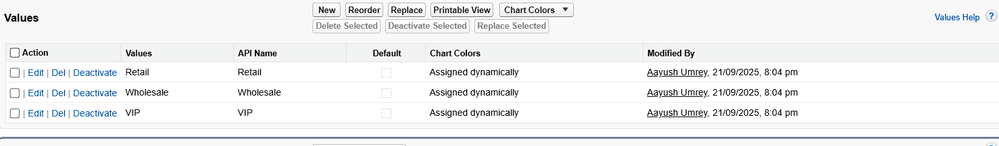 Values
New Reorder Replace Printable View Chart Colors
Values Help ?
Delete Selected Deactivate Selected Replace Selected
Action Values API Name Default Chart Colors Modified By
| Edit | Del | Deactivate Retail Retail Assigned dynamically Aayush Umrey, 21/09/2025, 8:04 pm
| Edit | Del | Deactivate Wholesale Wholesale Assigned dynamically Aayush Umrey, 21/09/2025, 8:04 pm
| Edit | Del | Deactivate VIP VIP Assigned dynamically Aayush Umrey, 21/09/2025, 8:04 pm